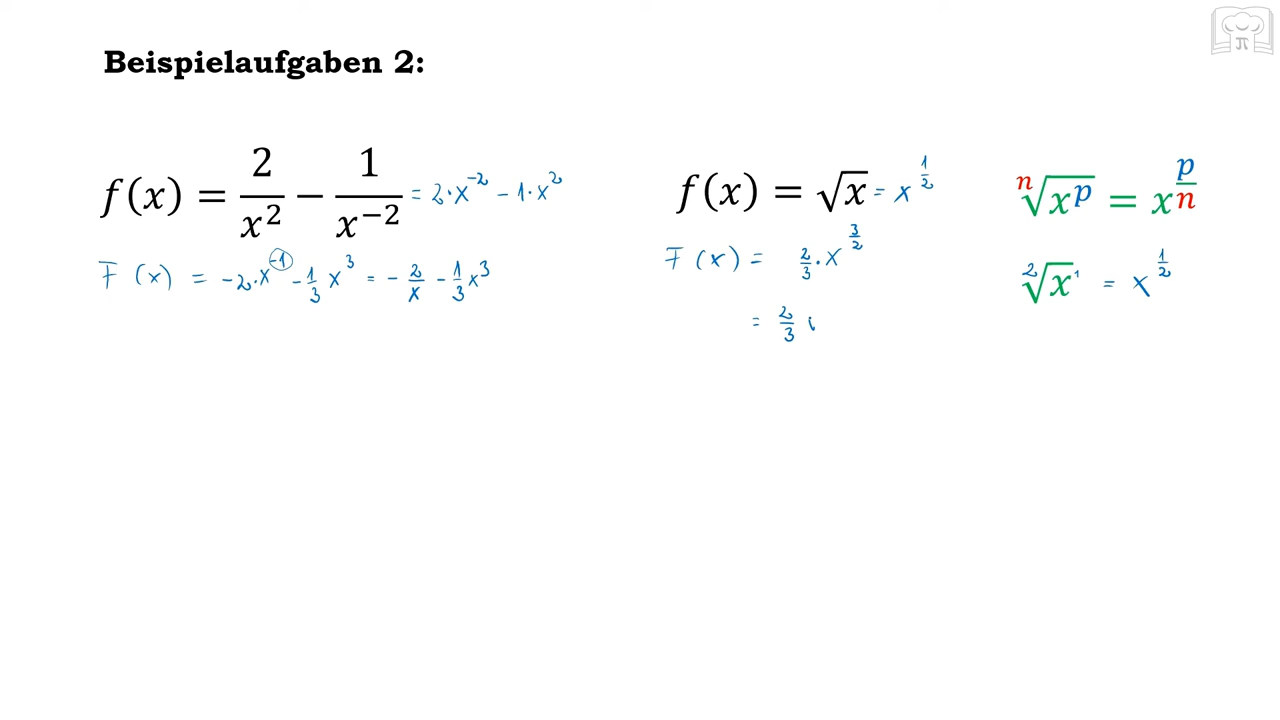 Beispielaufgaben 2:
f(x) = 2/x² − 1/x⁻² = 2·x⁻² − 1·x²
F(x) = −2·x⁻¹ − 1/3 x³ = − 2/x − 1/3 x³
f(x) = √x = x^(1/2)
F(x) = 2/3 · x^(3/2)
= 2/3
ⁿ√(x^p) = x^(p/n)
²√(x¹) = x^(1/2)
π